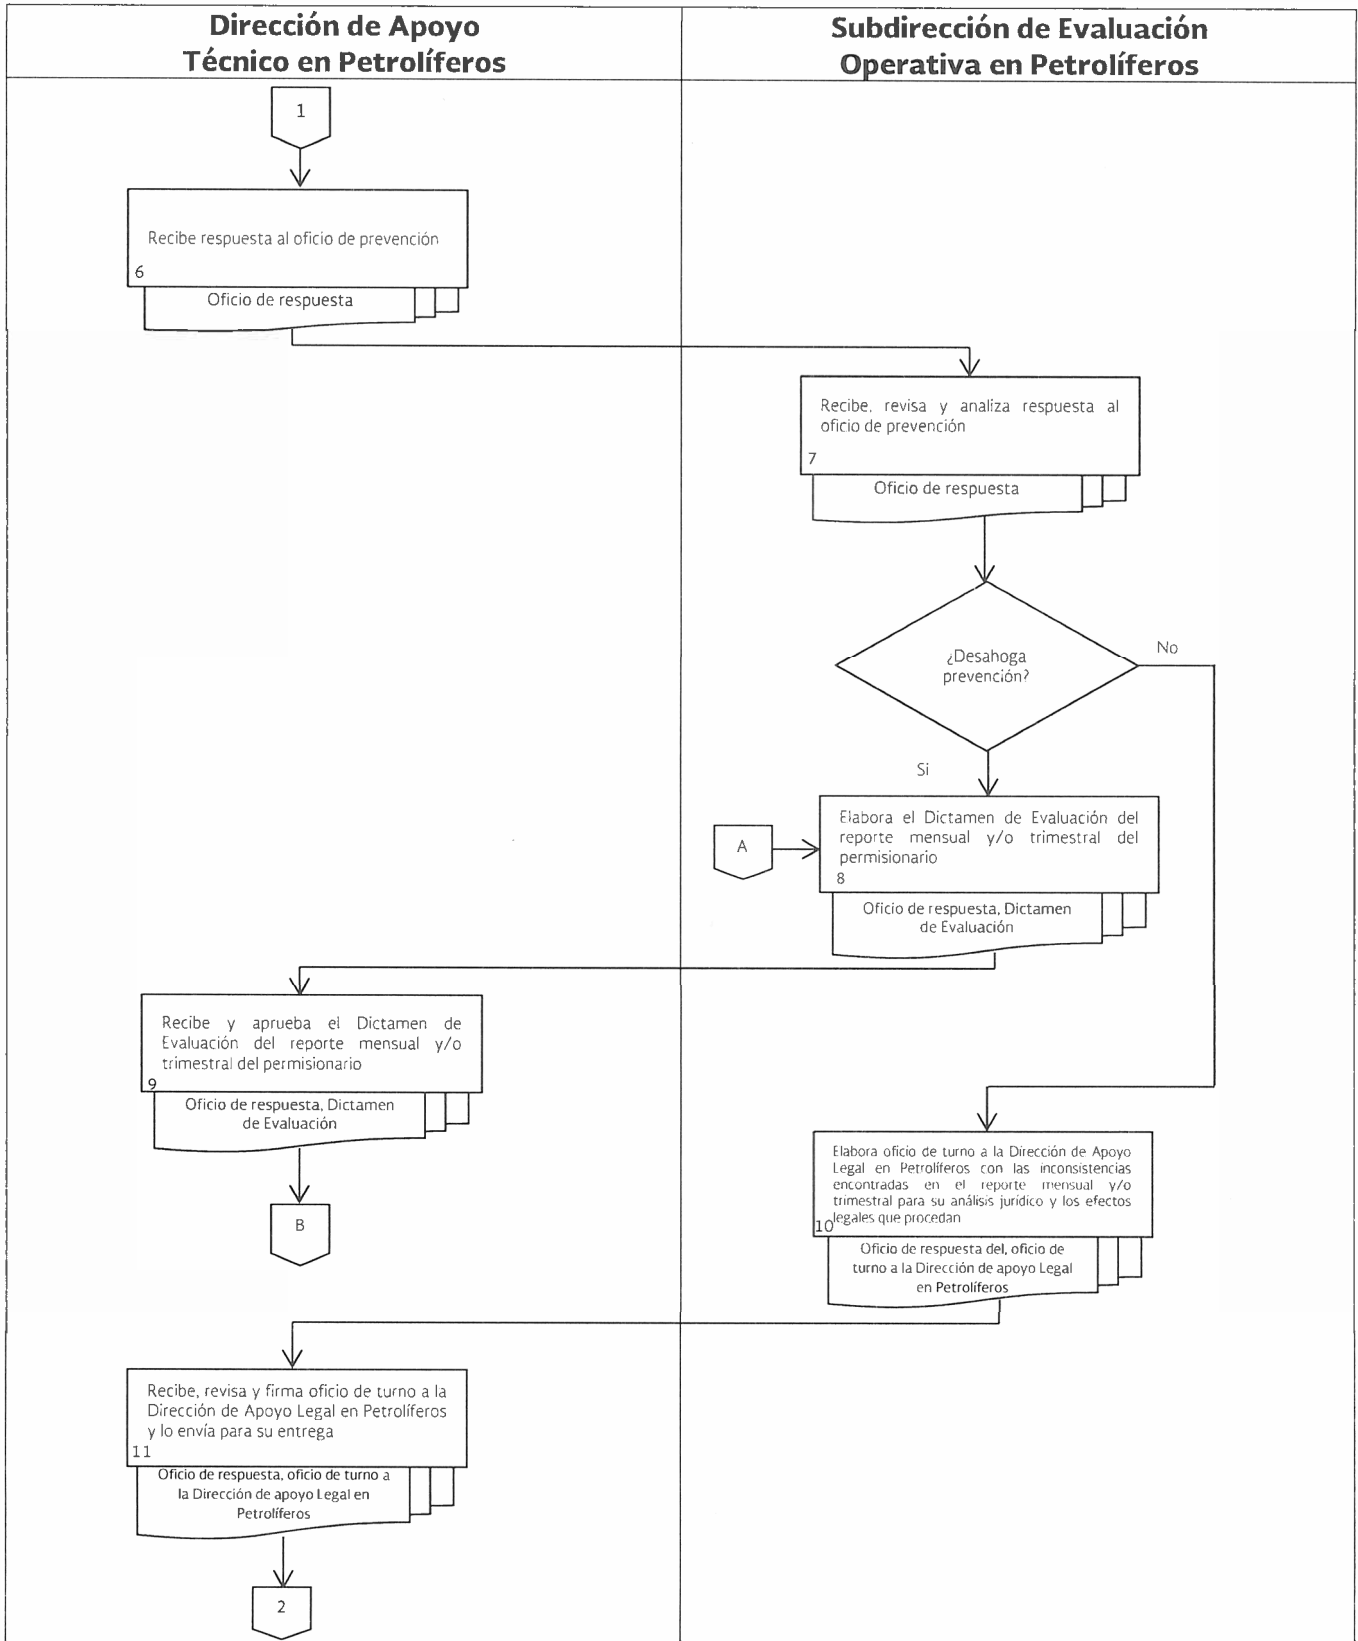 Dirección de Apoyo
Técnico en Petrolíferos
Subdirección de Evaluación
Operativa en Petrolíferos
1
Recibe respuesta al oficio de prevención
6
Oficio de respuesta
Recibe, revisa y analiza respuesta al
oficio de prevención
7
Oficio de respuesta
¿Desahoga
prevención?
No
Si
A
Elabora el Dictamen de Evaluación del
reporte mensual y/o trimestral del
permisionario
8
Oficio de respuesta, Dictamen
de Evaluación
Recibe y aprueba el Dictamen de
Evaluación del reporte mensual y/o
trimestral del permisionario
9
Oficio de respuesta, Dictamen
de Evaluación
B
Elabora oficio de turno a la Dirección de Apoyo
Legal en Petrolíferos con las inconsistencias
encontradas en el reporte mensual y/o
trimestral para su análisis jurídico y los efectos
legales que procedan
10
Oficio de respuesta del, oficio de
turno a la Dirección de apoyo Legal
en Petrolíferos
Recibe, revisa y firma oficio de turno a la
Dirección de Apoyo Legal en Petrolíferos
y lo envía para su entrega
11
Oficio de respuesta, oficio de turno a
la Dirección de apoyo Legal en
Petrolíferos
2